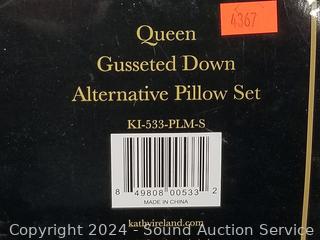 4367
Queen
Gusseted Down
Alternative Pillow Set
KI-533-PLM-S
8 49808 00533 2
MADE IN CHINA
kathyireland.com
Copyright 2024 - Sound Auction Service